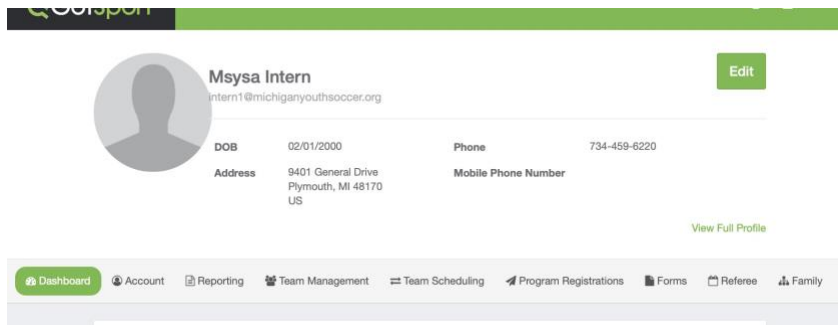 Msysa Intern
Edit
intern1@michiganyouthsoccer.org
DOB 02/01/2000 Phone 734-459-6220
Address 9401 General Drive Mobile Phone Number
Plymouth, MI 48170
US
View Full Profile
Dashboard Account Reporting Team Management Team Scheduling Program Registrations Forms Referee Family